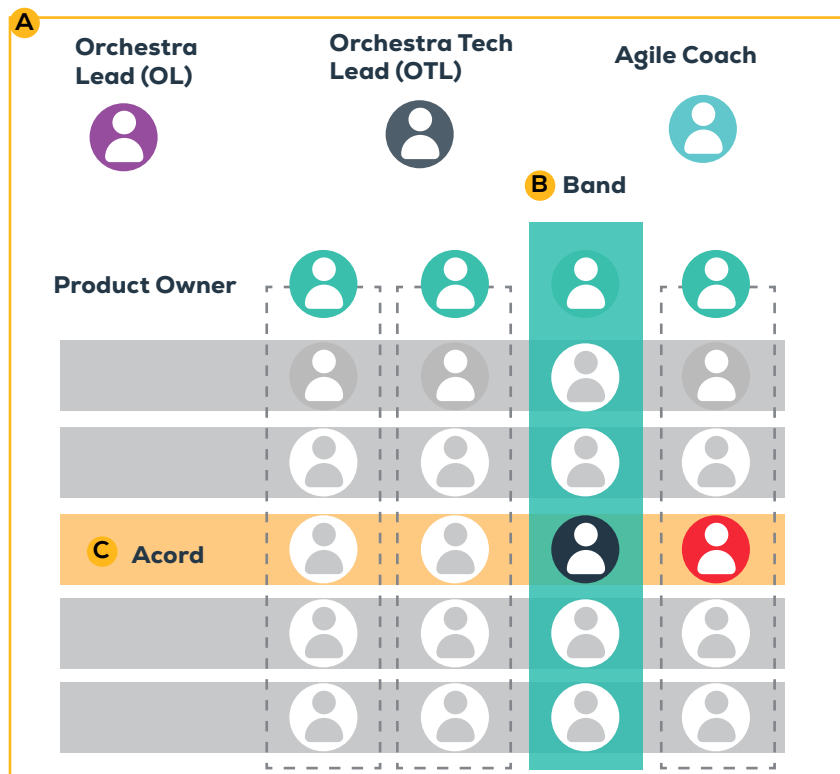 A
Orchestra
Lead (OL)
Orchestra Tech
Lead (OTL)
Agile Coach
B Band
Product Owner
C Acord